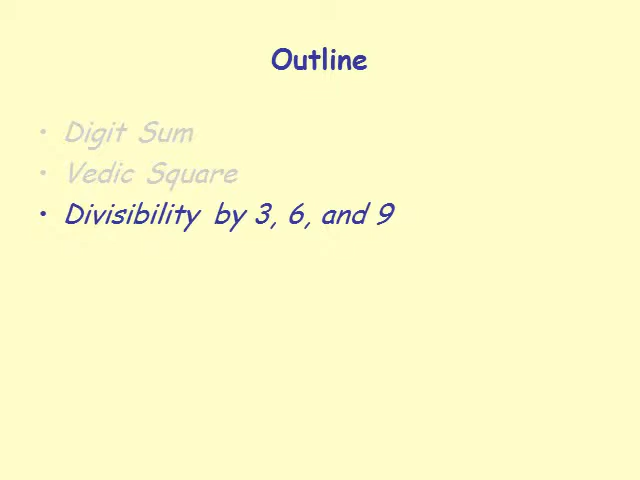 Outline
• Digit Sum
• Vedic Square
• Divisibility by 3, 6, and 9